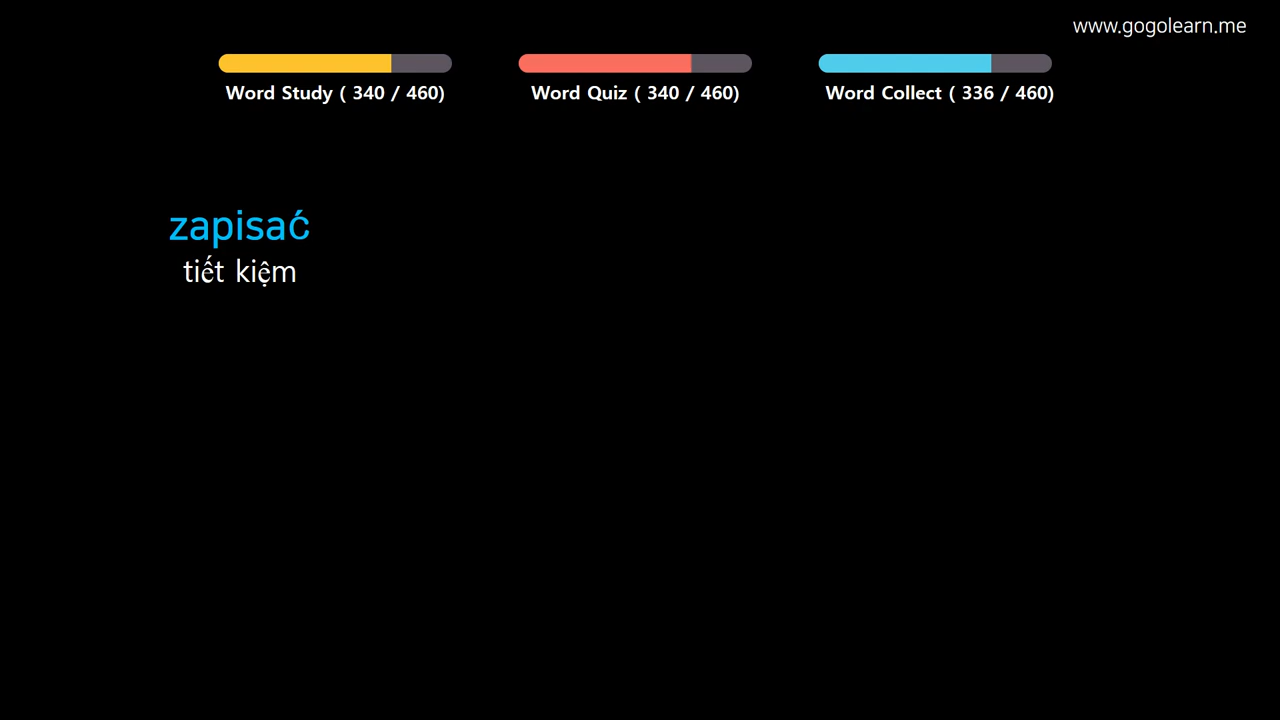 www.gogolearn.me
Word Study ( 340 / 460)
Word Quiz ( 340 / 460)
Word Collect ( 336 / 460)
zapisać
tiết kiệm